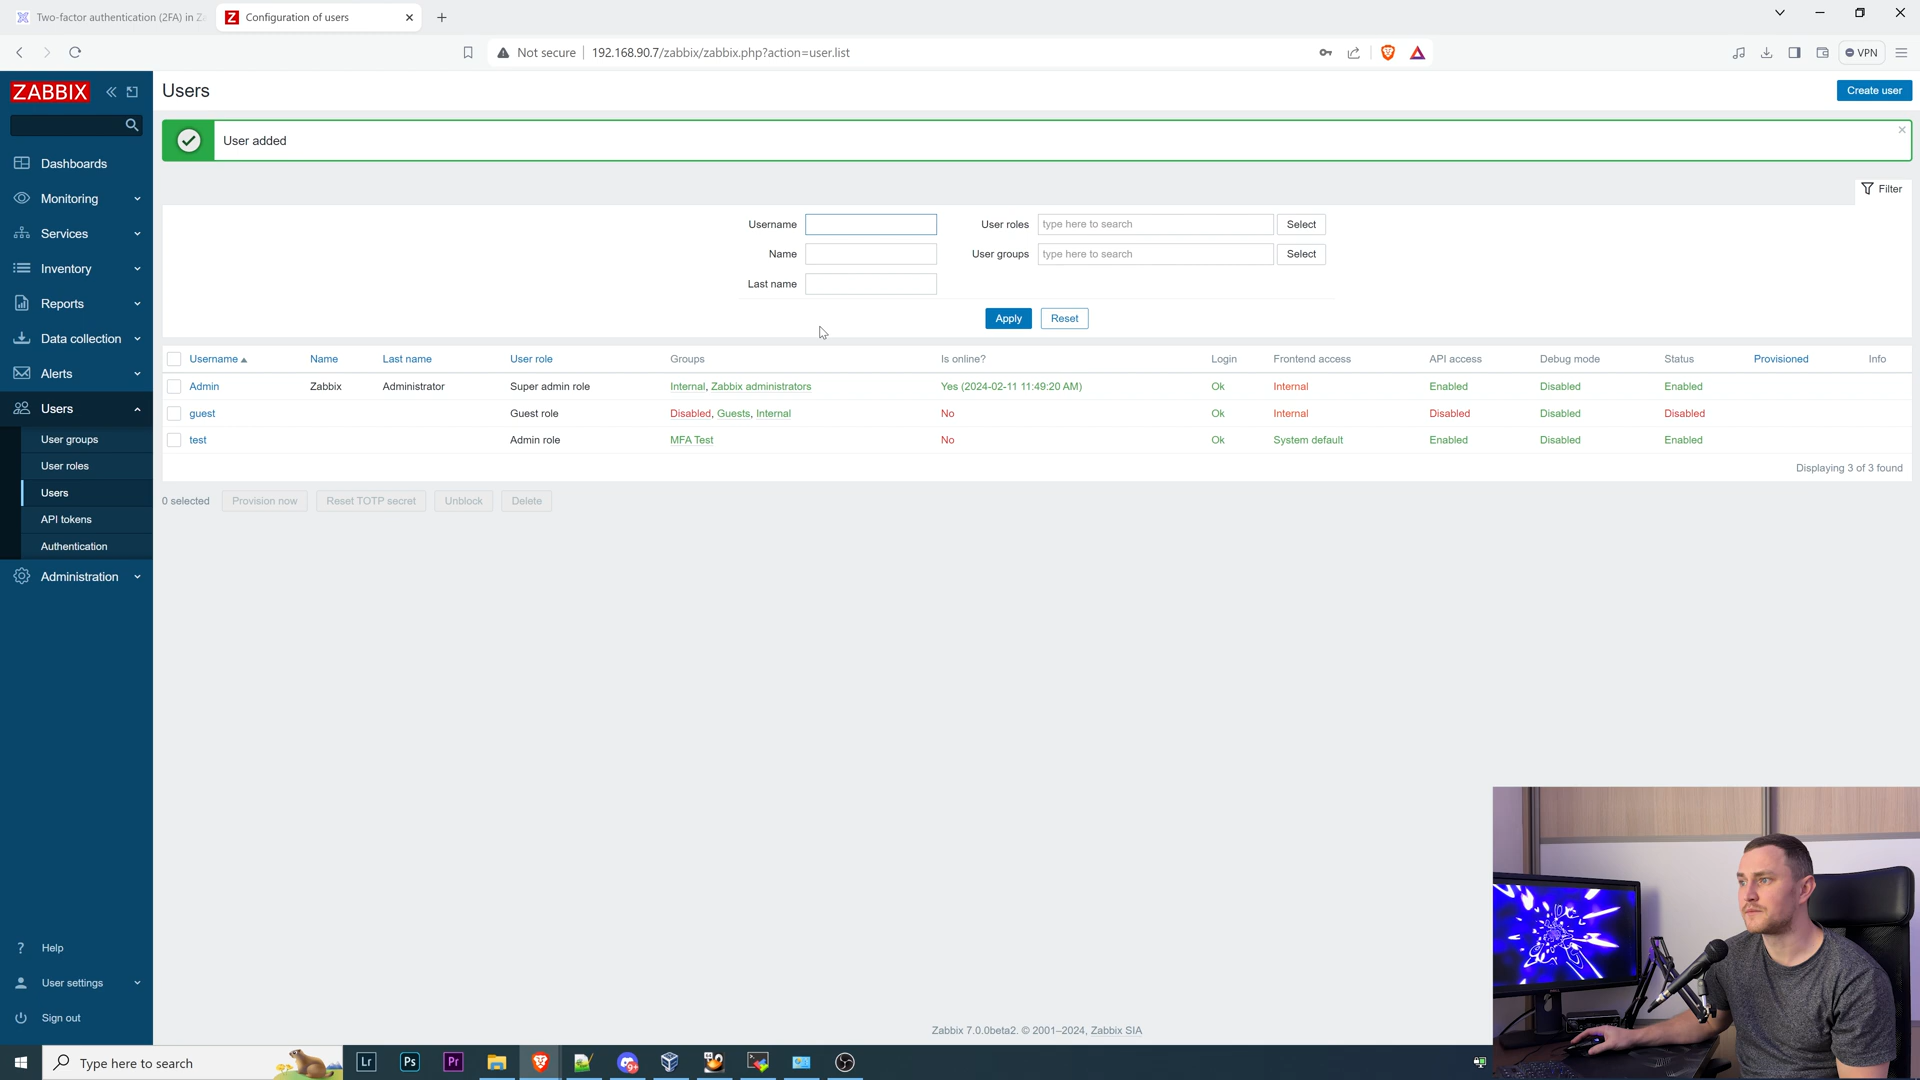 Two-factor authentication (2FA) in Z
Configuration of users
Not secure
192.168.90.7/zabbix/zabbix.php?action=user.list
VPN
ZABBIX
Users
Create user
User added
Filter
Dashboards
Monitoring
Services
Inventory
Reports
Data collection
Alerts
Users
User groups
User roles
Users
API tokens
Authentication
Administration
Help
User settings
Sign out
Username
User roles
type here to search
Select
Name
User groups
type here to search
Select
Last name
Apply
Reset
Username Name Last name User role Groups Is online? Login Frontend access API access Debug mode Status Provisioned Info
Admin Zabbix Administrator Super admin role Internal, Zabbix administrators Yes (2024-02-11 11:49:20 AM) Ok Internal Enabled Disabled Enabled
guest Guest role Disabled, Guests, Internal No Ok Internal Disabled Disabled Disabled
test Admin role MFA Test No Ok System default Enabled Disabled Enabled
Displaying 3 of 3 found
0 selected
Provision now
Reset TOTP secret
Unblock
Delete
Zabbix 7.0.0beta2. © 2001–2024, Zabbix SIA
Type here to search
Lr
Ps
Pr